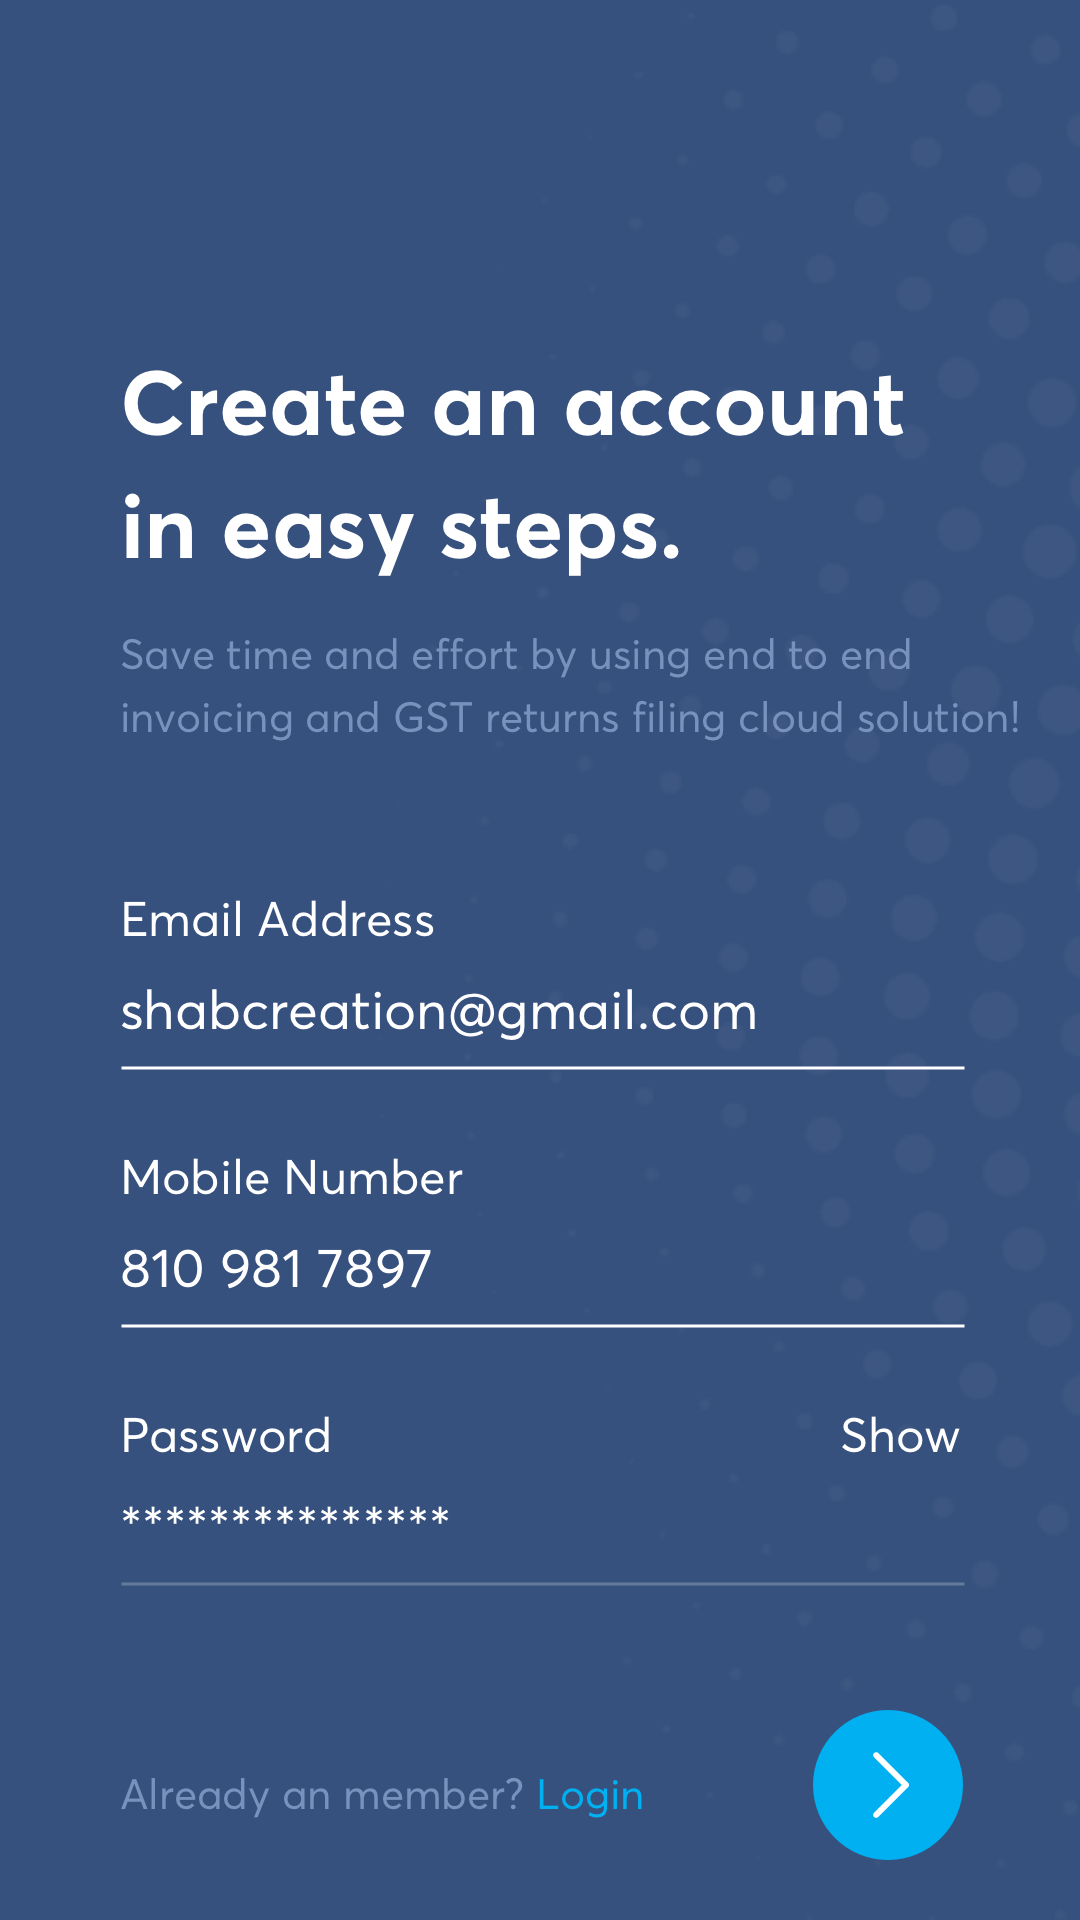 Create an account
in easy steps.
Save time and effort by using end to end
invoicing and GST returns filing cloud solution!
Email Address
shabcreation@gmail.com
Mobile Number
810 981 7897
Password Show
***************
Already an member? Login